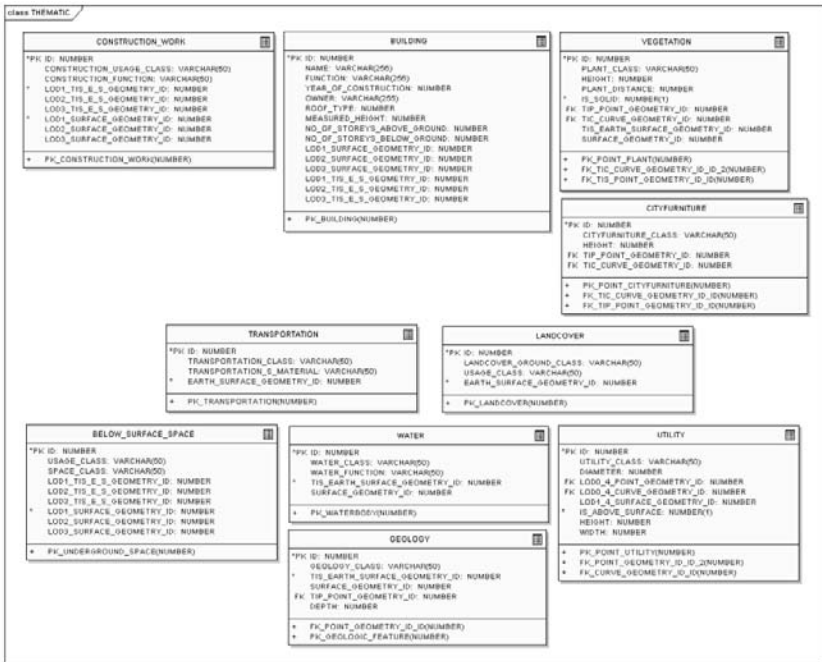 class THEMATIC
CONSTRUCTION_WORK
*PK ID: NUMBER
CONSTRUCTION_USAGE_CLASS: VARCHAR(50)
CONSTRUCTION_FUNCTION: VARCHAR(50)
* LOD1_TIS_E_S_GEOMETRY_ID: NUMBER
LOD2_TIS_E_S_GEOMETRY_ID: NUMBER
LOD3_TIS_E_S_GEOMETRY_ID: NUMBER
* LOD1_SURFACE_GEOMETRY_ID: NUMBER
LOD2_SURFACE_GEOMETRY_ID: NUMBER
LOD3_SURFACE_GEOMETRY_ID: NUMBER
+ PK_CONSTRUCTION_WORK(NUMBER)
BUILDING
*PK ID: NUMBER
NAME: VARCHAR(256)
FUNCTION: VARCHAR(256)
YEAR_OF_CONSTRUCTION: NUMBER
OWNER: VARCHAR(255)
ROOF_TYPE: NUMBER
MEASURED_HEIGHT: NUMBER
NO_OF_STOREYS_ABOVE_GROUND: NUMBER
NO_OF_STOREYS_BELOW_GROUND: NUMBER
LOD1_SURFACE_GEOMETRY_ID: NUMBER
LOD2_SURFACE_GEOMETRY_ID: NUMBER
LOD3_SURFACE_GEOMETRY_ID: NUMBER
LOD1_TIS_E_S_GEOMETRY_ID: NUMBER
LOD2_TIS_E_S_GEOMETRY_ID: NUMBER
LOD3_TIS_E_S_GEOMETRY_ID: NUMBER
+ PK_BUILDING(NUMBER)
VEGETATION
*PK ID: NUMBER
PLANT_CLASS: VARCHAR(50)
HEIGHT: NUMBER
PLANT_DISTANCE: NUMBER
* IS_SOLID: NUMBER(1)
FK TIP_POINT_GEOMETRY_ID: NUMBER
FK TIC_CURVE_GEOMETRY_ID: NUMBER
TIS_EARTH_SURFACE_GEOMETRY_ID: NUMBER
SURFACE_GEOMETRY_ID: NUMBER
+ PK_POINT_PLANT(NUMBER)
+ FK_TIC_CURVE_GEOMETRY_ID_ID_2(NUMBER)
+ FK_TIS_POINT_GEOMETRY_ID_ID(NUMBER)
CITYFURNITURE
*PK ID: NUMBER
CITYFURNITURE_CLASS: VARCHAR(50)
HEIGHT: NUMBER
FK TIP_POINT_GEOMETRY_ID: NUMBER
FK TIC_CURVE_GEOMETRY_ID: NUMBER
+ PK_POINT_CITYFURNITURE(NUMBER)
+ FK_TIC_CURVE_GEOMETRY_ID_ID(NUMBER)
+ FK_TIP_POINT_GEOMETRY_ID_ID(NUMBER)
TRANSPORTATION
*PK ID: NUMBER
TRANSPORTATION_CLASS: VARCHAR(50)
TRANSPORTATION_S_MATERIAL: VARCHAR(50)
* EARTH_SURFACE_GEOMETRY_ID: NUMBER
+ PK_TRANSPORTATION(NUMBER)
LANDCOVER
*PK ID: NUMBER
LANDCOVER_GROUND_CLASS: VARCHAR(50)
USAGE_CLASS: VARCHAR(50)
* EARTH_SURFACE_GEOMETRY_ID: NUMBER
+ PK_LANDCOVER(NUMBER)
BELOW_SURFACE_SPACE
*PK ID: NUMBER
USAGE_CLASS: VARCHAR(50)
SPACE_CLASS: VARCHAR(50)
LOD1_TIS_E_S_GEOMETRY_ID: NUMBER
LOD2_TIS_E_S_GEOMETRY_ID: NUMBER
LOD3_TIS_E_S_GEOMETRY_ID: NUMBER
* LOD1_SURFACE_GEOMETRY_ID: NUMBER
LOD2_SURFACE_GEOMETRY_ID: NUMBER
LOD3_SURFACE_GEOMETRY_ID: NUMBER
+ PK_UNDERGROUND_SPACE(NUMBER)
WATER
*PK ID: NUMBER
WATER_CLASS: VARCHAR(50)
WATER_FUNCTION: VARCHAR(50)
* TIS_EARTH_SURFACE_GEOMETRY_ID: NUMBER
SURFACE_GEOMETRY_ID: NUMBER
+ PK_WATERBODY(NUMBER)
UTILITY
*PK ID: NUMBER
UTILITY_CLASS: VARCHAR(50)
DIAMETER: NUMBER
FK LOD0_4_POINT_GEOMETRY_ID: NUMBER
FK LOD0_4_CURVE_GEOMETRY_ID: NUMBER
LOD1_4_SURFACE_GEOMETRY_ID: NUMBER
* IS_ABOVE_SURFACE: NUMBER(1)
HEIGHT: NUMBER
WIDTH: NUMBER
+ PK_POINT_UTILITY(NUMBER)
+ FK_POINT_GEOMETRY_ID_ID_2(NUMBER)
+ FK_CURVE_GEOMETRY_ID_ID(NUMBER)
GEOLOGY
*PK ID: NUMBER
GEOLOGY_CLASS: VARCHAR(50)
* TIS_EARTH_SURFACE_GEOMETRY_ID: NUMBER
SURFACE_GEOMETRY_ID: NUMBER
FK TIP_POINT_GEOMETRY_ID: NUMBER
DEPTH: NUMBER
+ FK_POINT_GEOMETRY_ID_ID(NUMBER)
+ PK_GEOLOGIC_FEATURE(NUMBER)